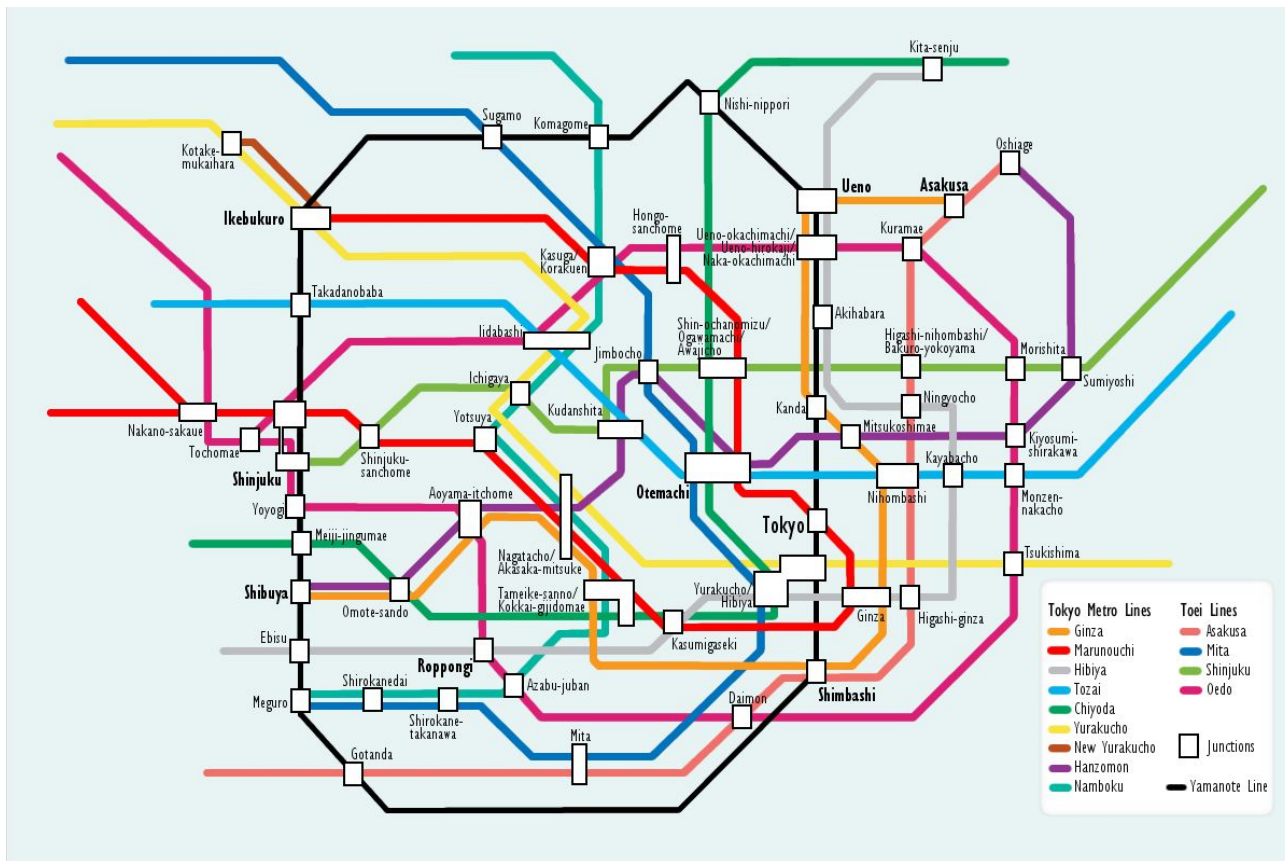 Kita-senju
Sugamo
Komagome
Nishi-nippori
Kotake-
mukaihara
Oshiage
Ueno
Asakusa
Ikebukuro
Hongo-
sanchome
Ueno-okachimachi/
Ueno-hirokaji/
Naka-okachimachi
Kuramae
Kasuga/
Korakuen
Takadanobaba
Akihabara
Iidabashi
Shin-ochanomizu/
Ogawamachi/
Awajicho
Higashi-nihombashi/
Bakuro-yokoyama
Morishita
Jimbocho
Sumiyoshi
Ichigaya
Kudanshita
Kanda
Ningyocho
Nakano-sakaue
Tochomae
Yotsuya
Mitsukoshimae
Kiyosumi-
shirakawa
Shinjuku-
sanchome
Shinjuku
Kayabacho
Otemachi
Nihombashi
Monzen-
nakacho
Aoyama-itchome
Yoyogi
Tokyo
Meiji-jingumae
Nagatacho/
Akasaka-mitsuke
Tsukishima
Shibuya
Omote-sando
Tameike-sanno/
Kokkai-gijidomae
Yurakucho/
Hibiya
Ginza
Higashi-ginza
Ebisu
Kasumigaseki
Roppongi
Shirokanedai
Azabu-juban
Meguro
Shirokane-
takanawa
Daimon
Shimbashi
Mita
Gotanda
Tokyo Metro Lines
Ginza
Marunouchi
Hibiya
Tozai
Chiyoda
Yurakucho
New Yurakucho
Hanzomon
Namboku
Toei Lines
Asakusa
Mita
Shinjuku
Oedo
Junctions
Yamanote Line